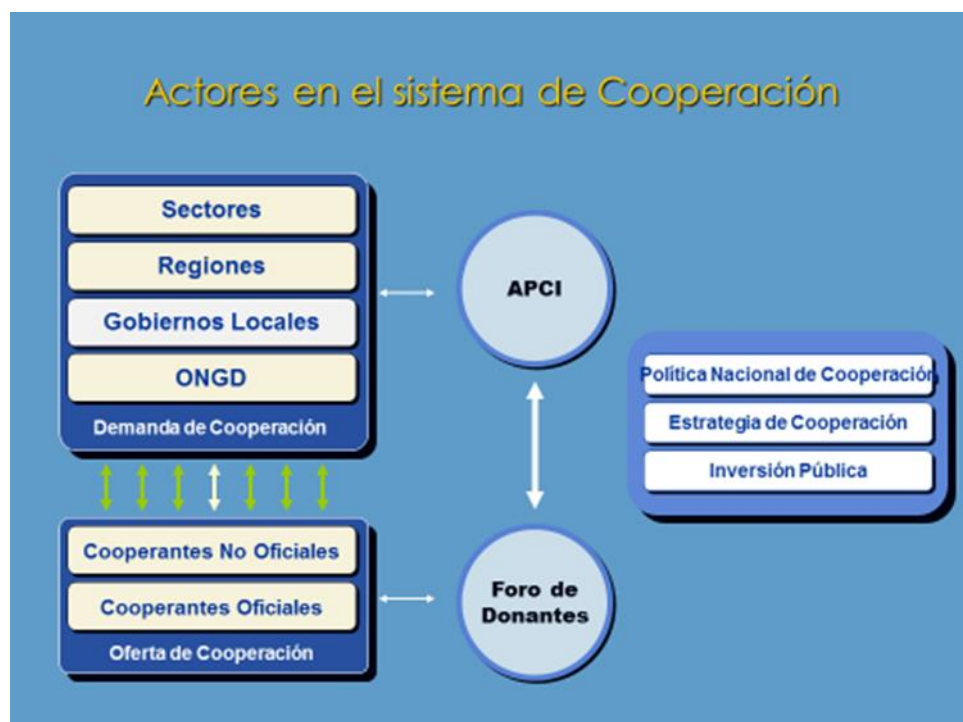 Actores en el sistema de Cooperación
Sectores
Regiones
Gobiernos Locales
ONGD
Demanda de Cooperación
Cooperantes No Oficiales
Cooperantes Oficiales
Oferta de Cooperación
APCI
Foro de
Donantes
Política Nacional de Cooperación
Estrategia de Cooperación
Inversión Pública